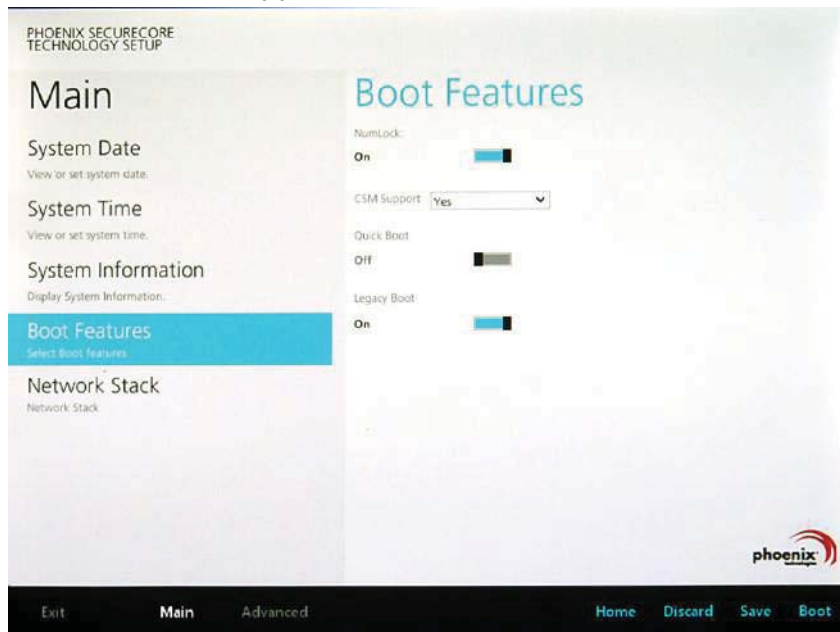 PHOENIX SECURECORE
TECHNOLOGY SETUP
Main
System Date
View or set system date.
System Time
View or set system time.
System Information
Display System Information.
Boot Features
Select Boot features
Network Stack
Network Stack
Boot Features
NumLock:
On
CSM Support Yes
Quick Boot
Off
Legacy Boot
On
phoenix
Exit Main Advanced Home Discard Save Boot